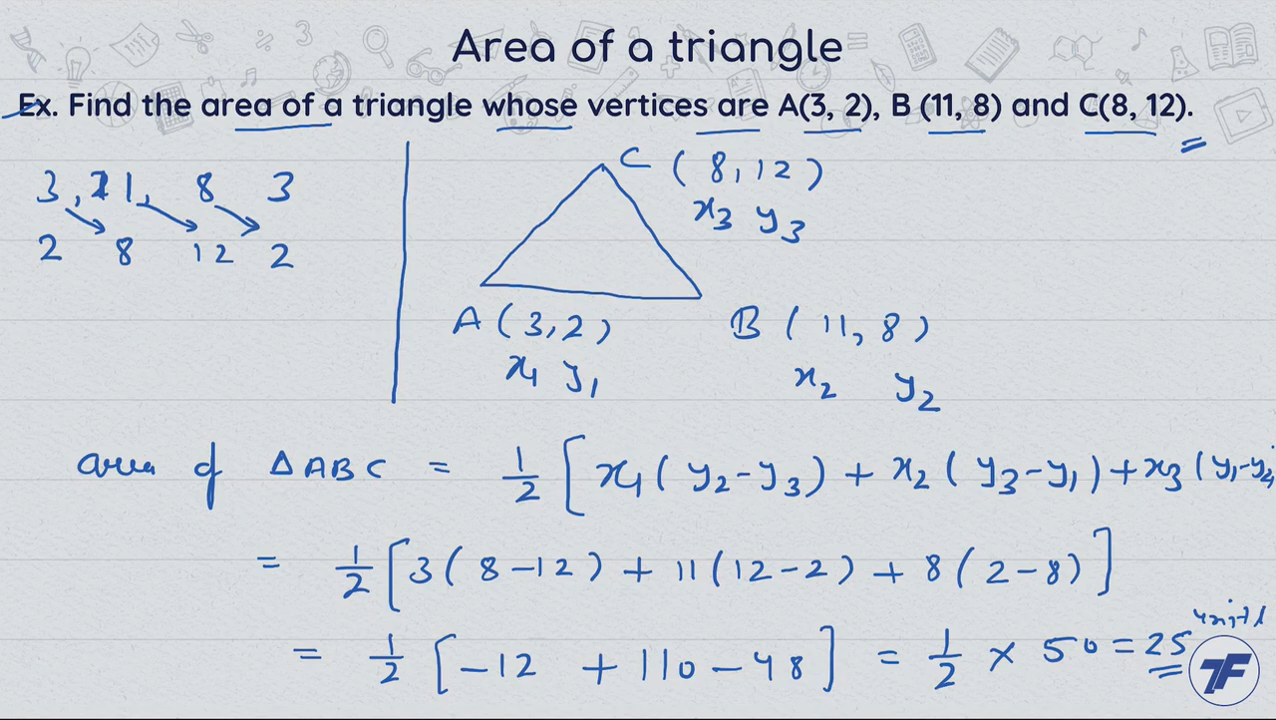 Area of a triangle
Ex. Find the area of a triangle whose vertices are A(3, 2), B (11, 8) and C(8, 12).
3, 11, 8 3
2 8 12 2
C (8, 12)
x3 y3
A (3, 2) B (11, 8)
x1 y1 x2 y2
area of △ABC = 1/2 [x1(y2-y3) + x2(y3-y1) + x3(y1-y2
= 1/2 [3(8-12) + 11(12-2) + 8(2-8)]
= 1/2 [-12 + 110 - 48] = 1/2 × 50 = 25 units
7F